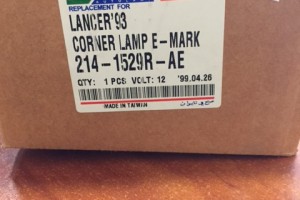 REPLACEMENT FOR
LANCER'93
CORNER LAMP E-MARK
214-1529R-AE
QTY: 1 PCS VOLT: 12 '99.04.26
MADE IN TAIWAN